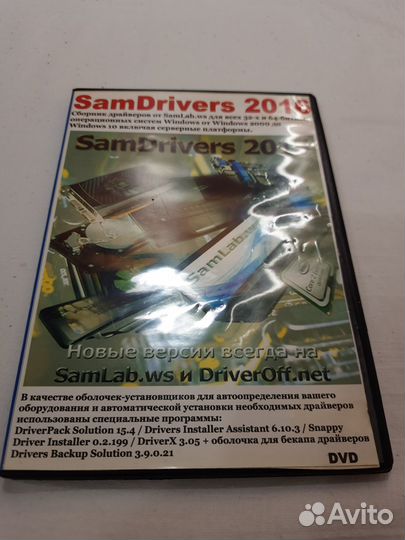 SamDrivers 2016
Сборник драйверов от SamLab.ws для всех 32-х и 64-битных
операционных систем Windows от Windows 2000 до
Windows 10 включая серверные платформы.
SamDrivers
SamLab.ws
Новые версии всегда на
SamLab.ws и DriverOff.net
В качестве оболочек-установщиков для автоопределения вашего
оборудования и автоматической установки необходимых драйверов
использованы специальные программы:
DriverPack Solution 15.4 / Drivers Installer Assistant 6.10.3 / Snappy
Driver Installer 0.2.199 / DriverX 3.05 + оболочка для бекапа драйверов
Drivers Backup Solution 3.9.0.21
DVD
Avito